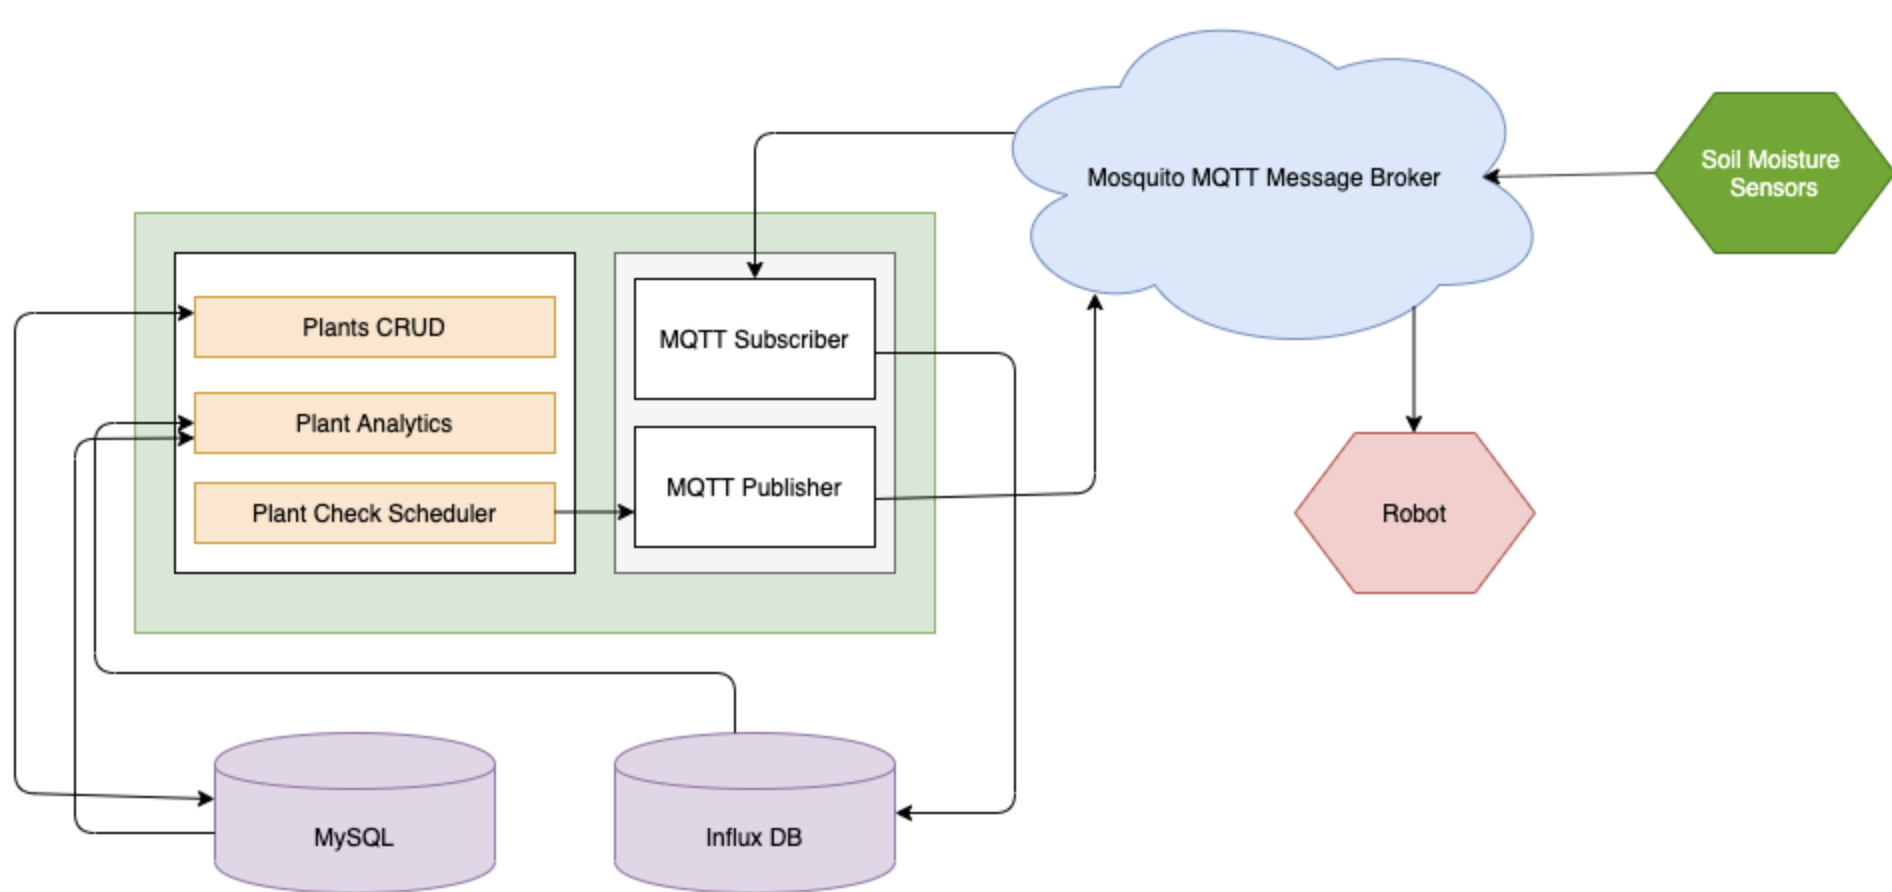 Mosquito MQTT Message Broker
Soil Moisture
Sensors
Plants CRUD
MQTT Subscriber
Plant Analytics
MQTT Publisher
Plant Check Scheduler
Robot
MySQL
Influx DB